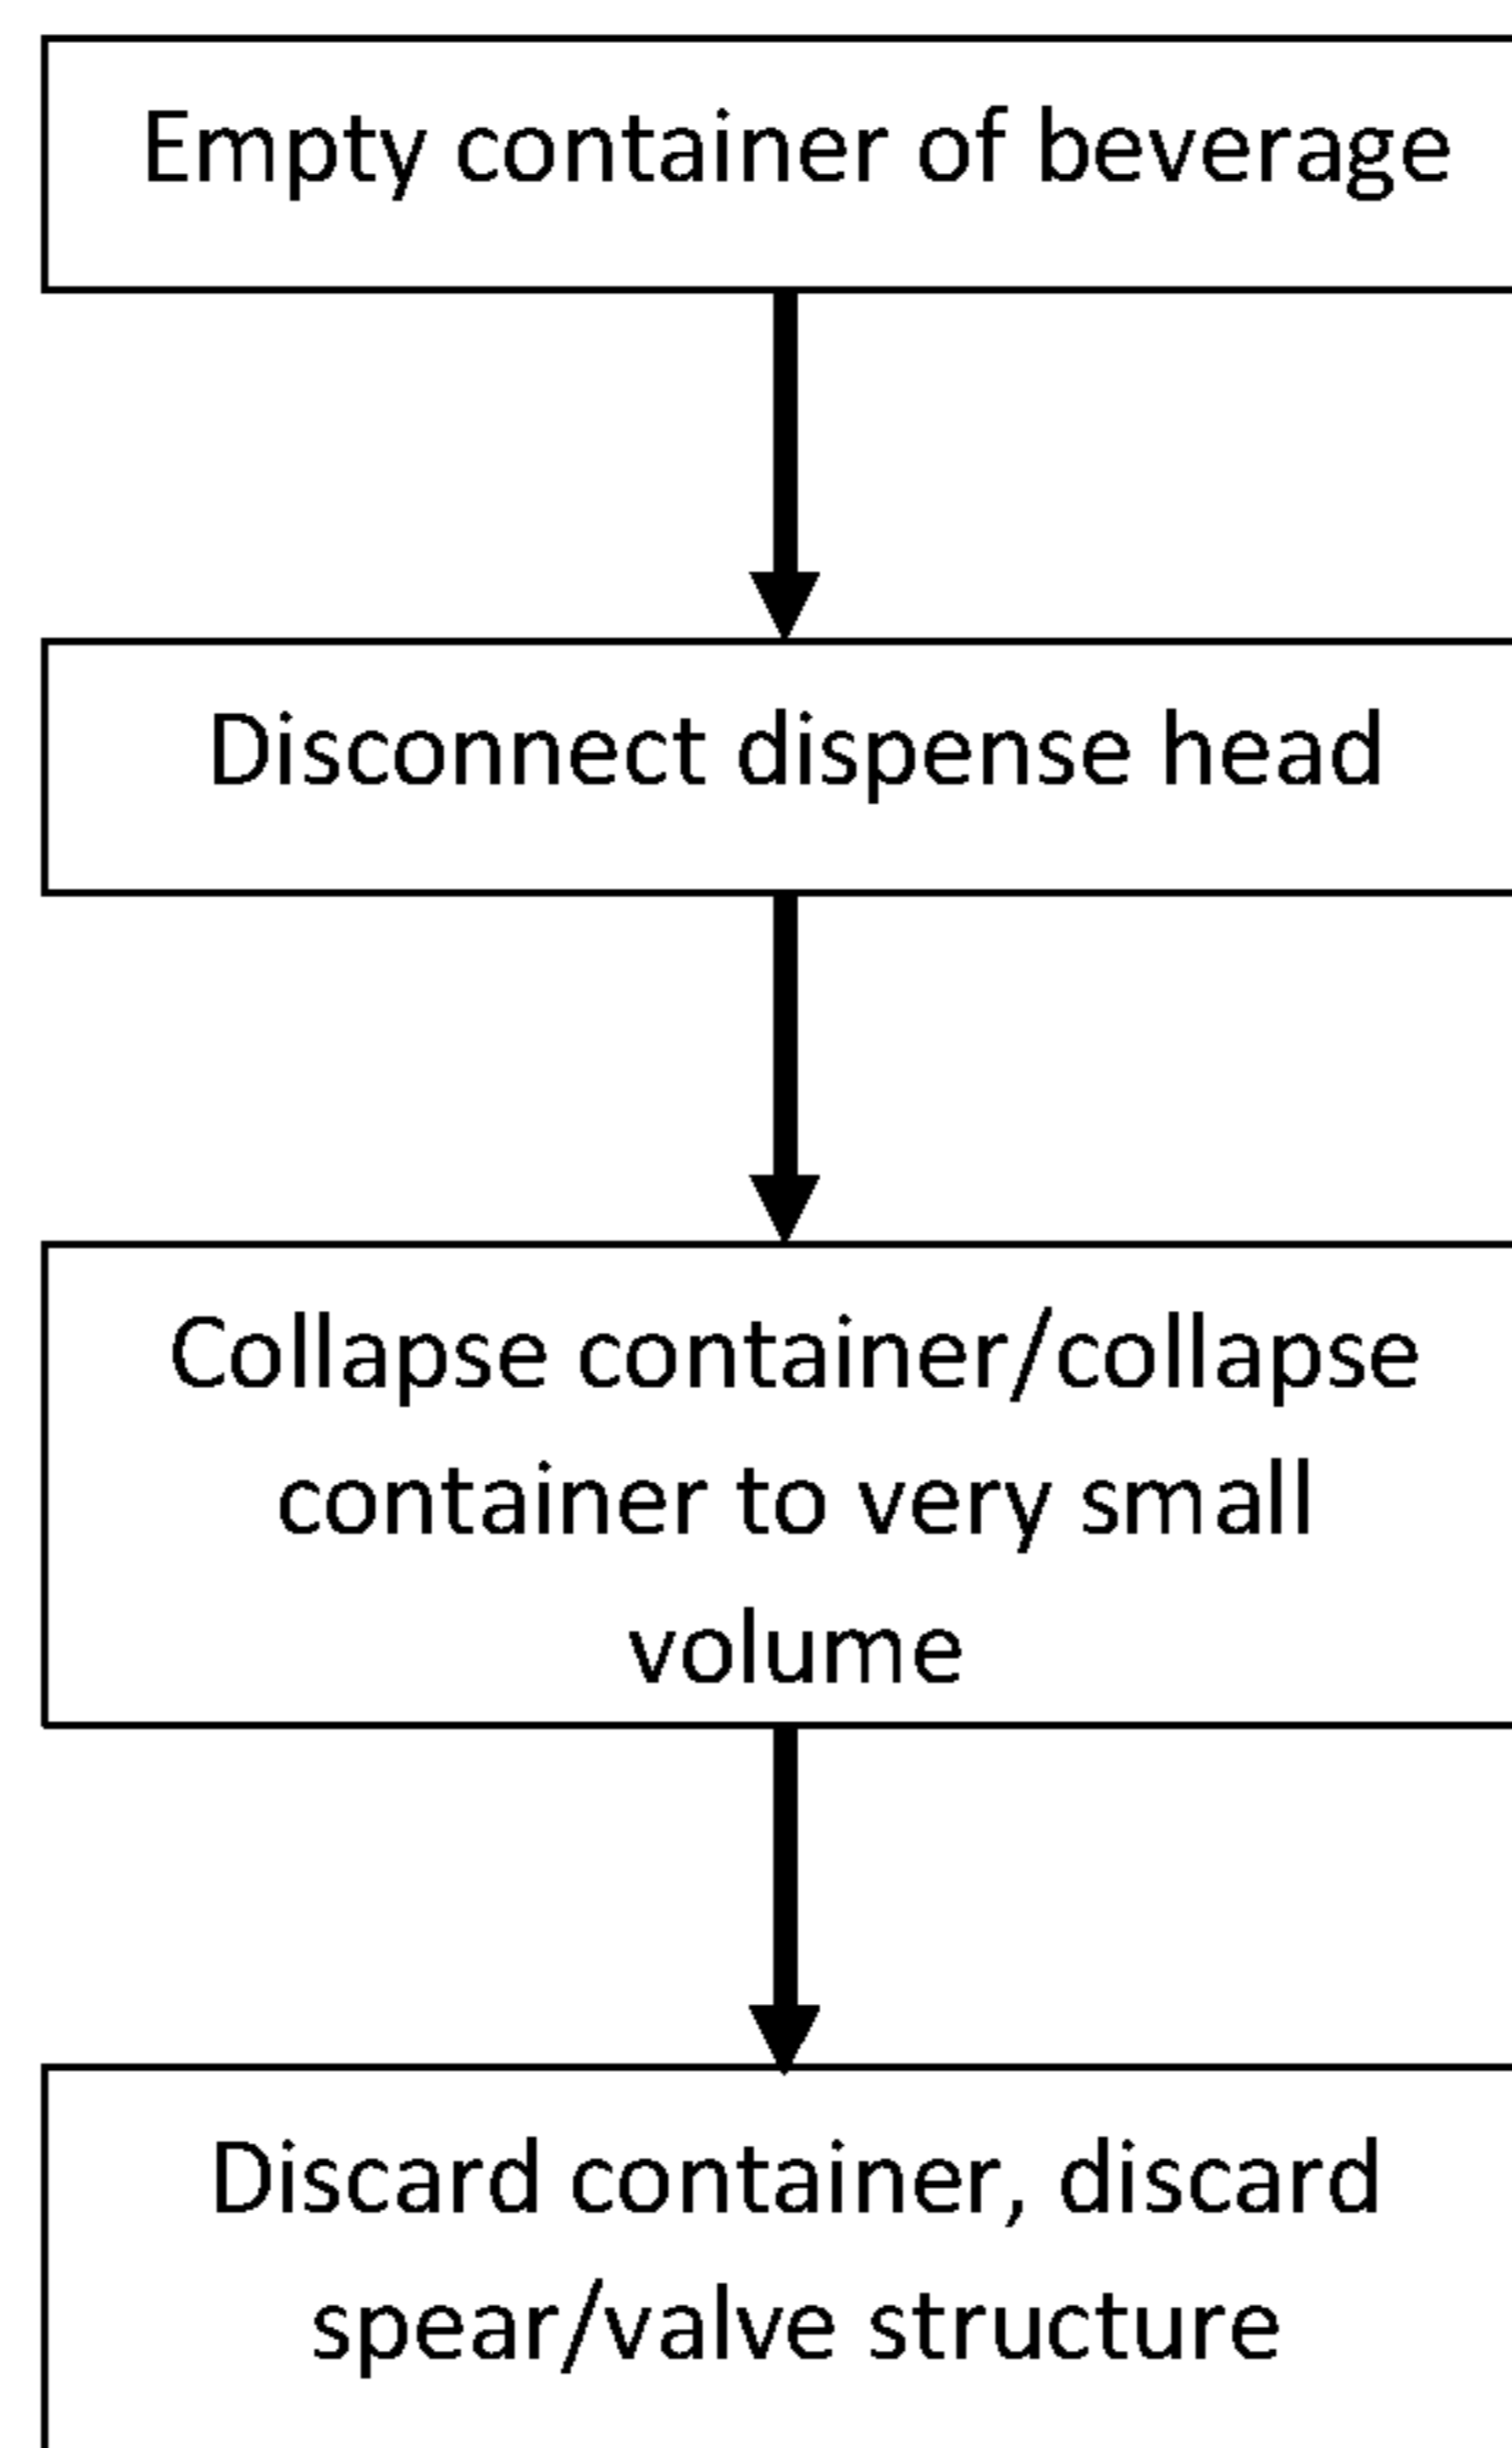 Empty container of beverage
Disconnect dispense head
Collapse container/collapse
container to very small
volume
Discard container, discard
spear/valve structure